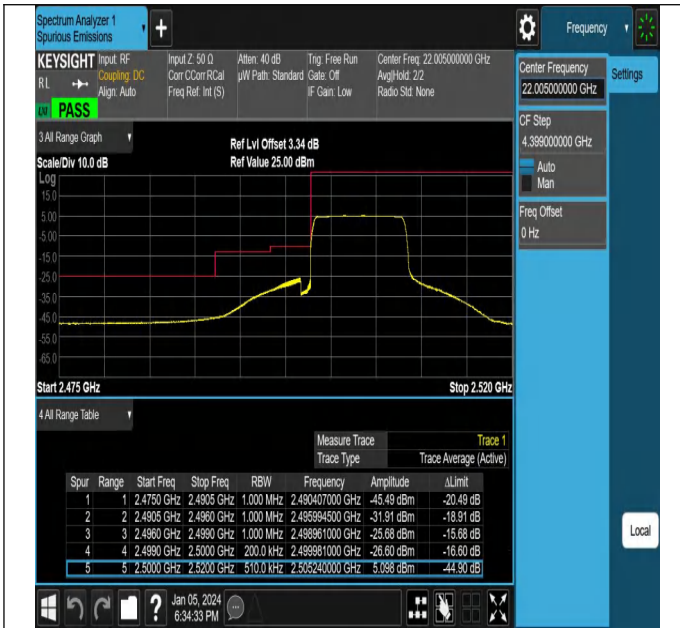 Spectrum Analyzer 1
Spurious Emissions
Frequency
KEYSIGHT
RL
PASS
Input: RF
Coupling: DC
Align: Auto
Input Z: 50 Ω
Corr CCorr RCal
Freq Ref: Int (S)
Atten: 40 dB
µW Path: Standard
Trig: Free Run
Gate: Off
IF Gain: Low
Center Freq: 22.005000000 GHz
Avg|Hold: 2/2
Radio Std: None
Center Frequency
22.005000000 GHz
Settings
CF Step
4.399000000 GHz
Auto
Man
Freq Offset
0 Hz
Local
3 All Range Graph
Scale/Div 10.0 dB
Ref Lvl Offset 3.34 dB
Ref Value 25.00 dBm
Log
15.0
5.00
-5.00
-15.0
-25.0
-35.0
-45.0
-55.0
-65.0
Start 2.475 GHz
Stop 2.520 GHz
4 All Range Table
Measure Trace Trace 1
Trace Type Trace Average (Active)
Spur Range Start Freq Stop Freq RBW Frequency Amplitude ΔLimit
1 1 2.4750 GHz 2.4905 GHz 1.000 MHz 2.490407000 GHz -45.49 dBm -20.49 dB
2 2 2.4905 GHz 2.4960 GHz 1.000 MHz 2.495994500 GHz -31.91 dBm -18.91 dB
3 3 2.4960 GHz 2.4990 GHz 1.000 MHz 2.498961000 GHz -25.68 dBm -15.68 dB
4 4 2.4990 GHz 2.5000 GHz 200.0 kHz 2.499981000 GHz -26.60 dBm -16.60 dB
5 5 2.5000 GHz 2.5200 GHz 510.0 kHz 2.505240000 GHz 5.098 dBm -44.90 dB
Jan 05, 2024
6:34:33 PM